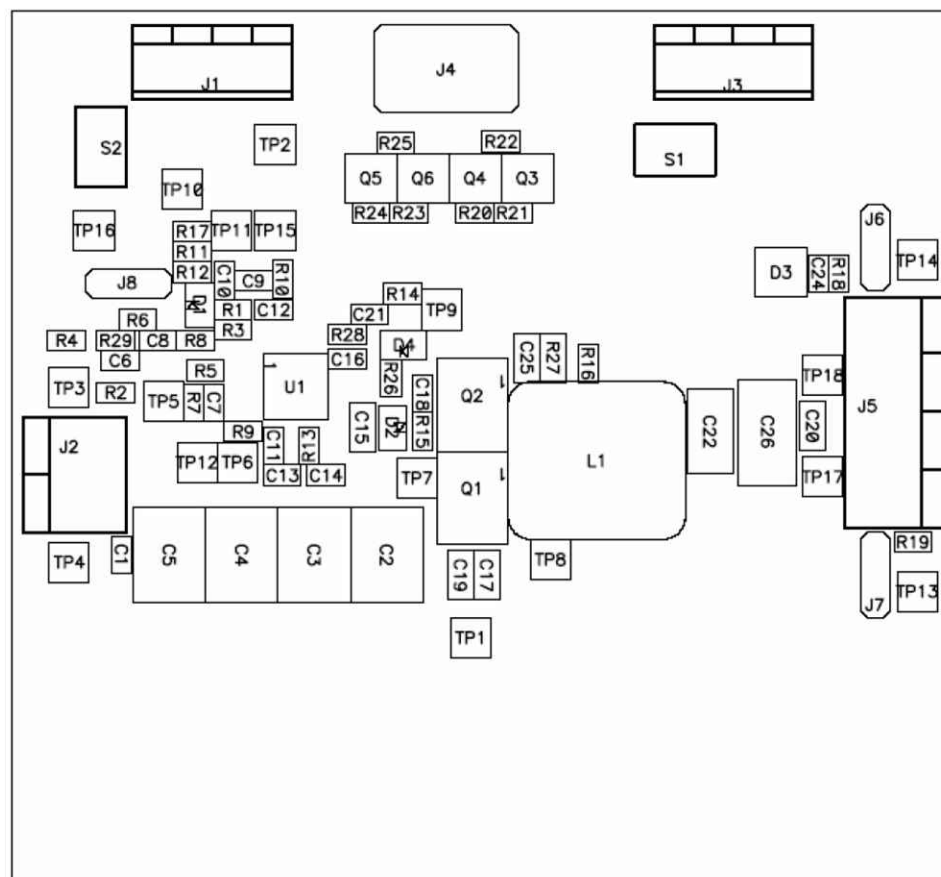 J1
J4
J3
S2
TP2
R25
R22
S1
Q5
Q6
Q4
Q3
TP10
R24
R23
R20
R21
TP16
R17
TP11
TP15
J6
R11
TP14
R12
C10
C9
R10
J8
D3
C24
R18
R14
D1
R1
C12
TP9
C21
R6
R3
R28
R4
R29
C8
R8
D4
C6
C16
R5
C25
R27
R16
TP3
R2
TP5
R7
C7
U1
1
R26
C18
Q2
1
TP18
J5
R9
C11
R13
C15
D2
R15
C22
C26
C20
J2
TP12
TP6
C13
C14
TP7
Q1
1
L1
TP17
TP4
C1
C5
C4
C3
C2
TP8
R19
C19
C17
J7
TP13
TP1